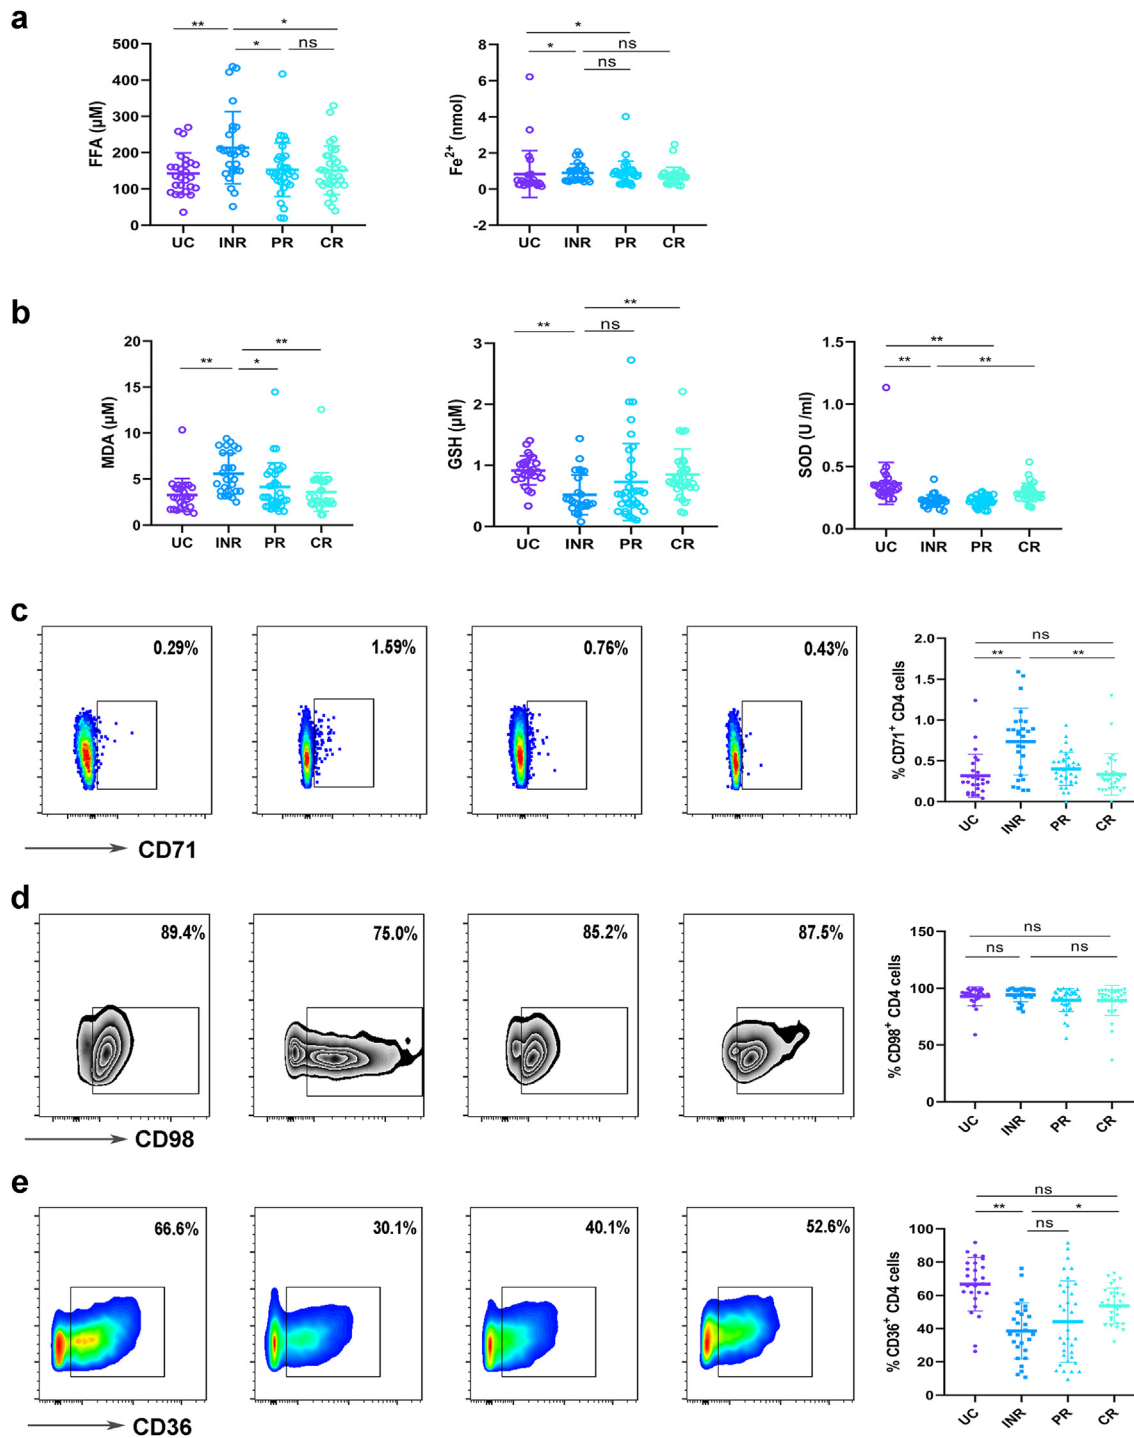 a
** * * ns
FFA (µM)
500
400
300
200
100
0
UC INR PR CR
* * ns ns
Fe2+ (nmol)
8
6
4
2
0
-2
UC INR PR CR
b
** ** *
MDA (µM)
20
15
10
5
0
UC INR PR CR
** ** ns
GSH (µM)
3
2
1
0
UC INR PR CR
** ** **
SOD (U /ml)
1.5
1.0
0.5
0.0
UC INR PR CR
c
0.29% 1.59% 0.76% 0.43%
CD71
ns
** **
% CD71+ CD4 cells
2.0
1.5
1.0
0.5
0.0
UC INR PR CR
d
89.4% 75.0% 85.2% 87.5%
CD98
ns
ns ns
% CD98+ CD4 cells
150
100
50
0
UC INR PR CR
e
66.6% 30.1% 40.1% 52.6%
CD36
ns
** *
ns
% CD36+ CD4 cells
100
80
60
40
20
0
UC INR PR CR